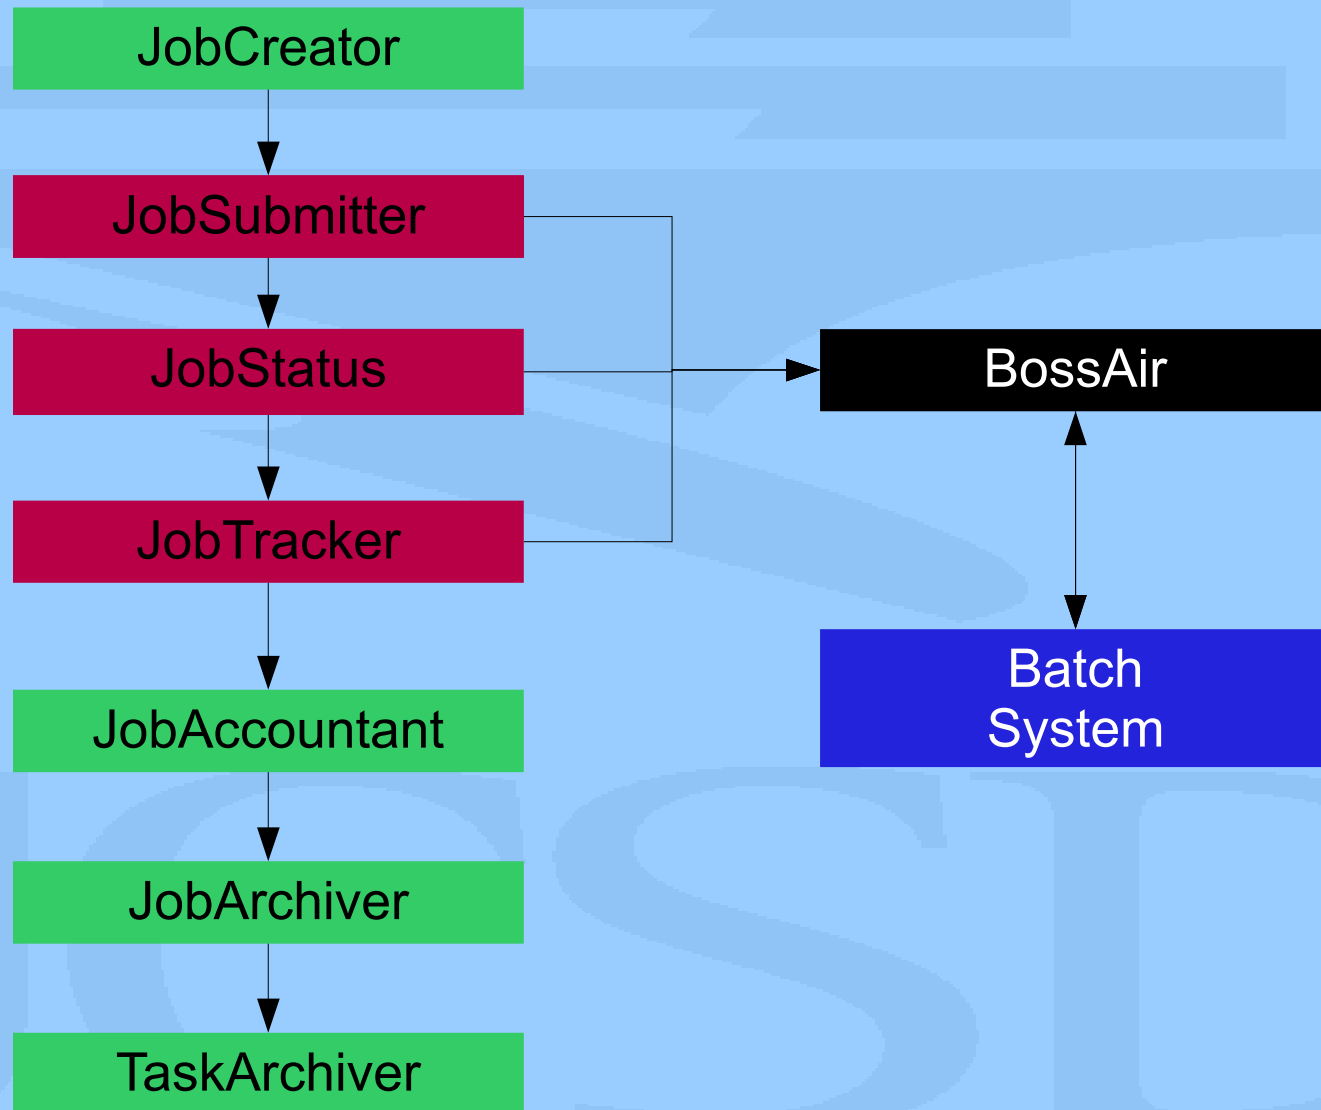 JobCreator
JobSubmitter
JobStatus
BossAir
JobTracker
Batch
System
JobAccountant
JobArchiver
TaskArchiver